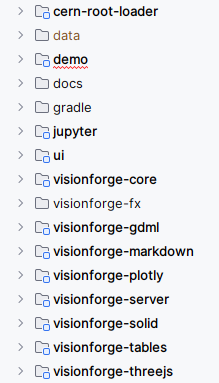 cern-root-loader
data
demo
docs
gradle
jupyter
ui
visionforge-core
visionforge-fx
visionforge-gdml
visionforge-markdown
visionforge-plotly
visionforge-server
visionforge-solid
visionforge-tables
visionforge-threejs